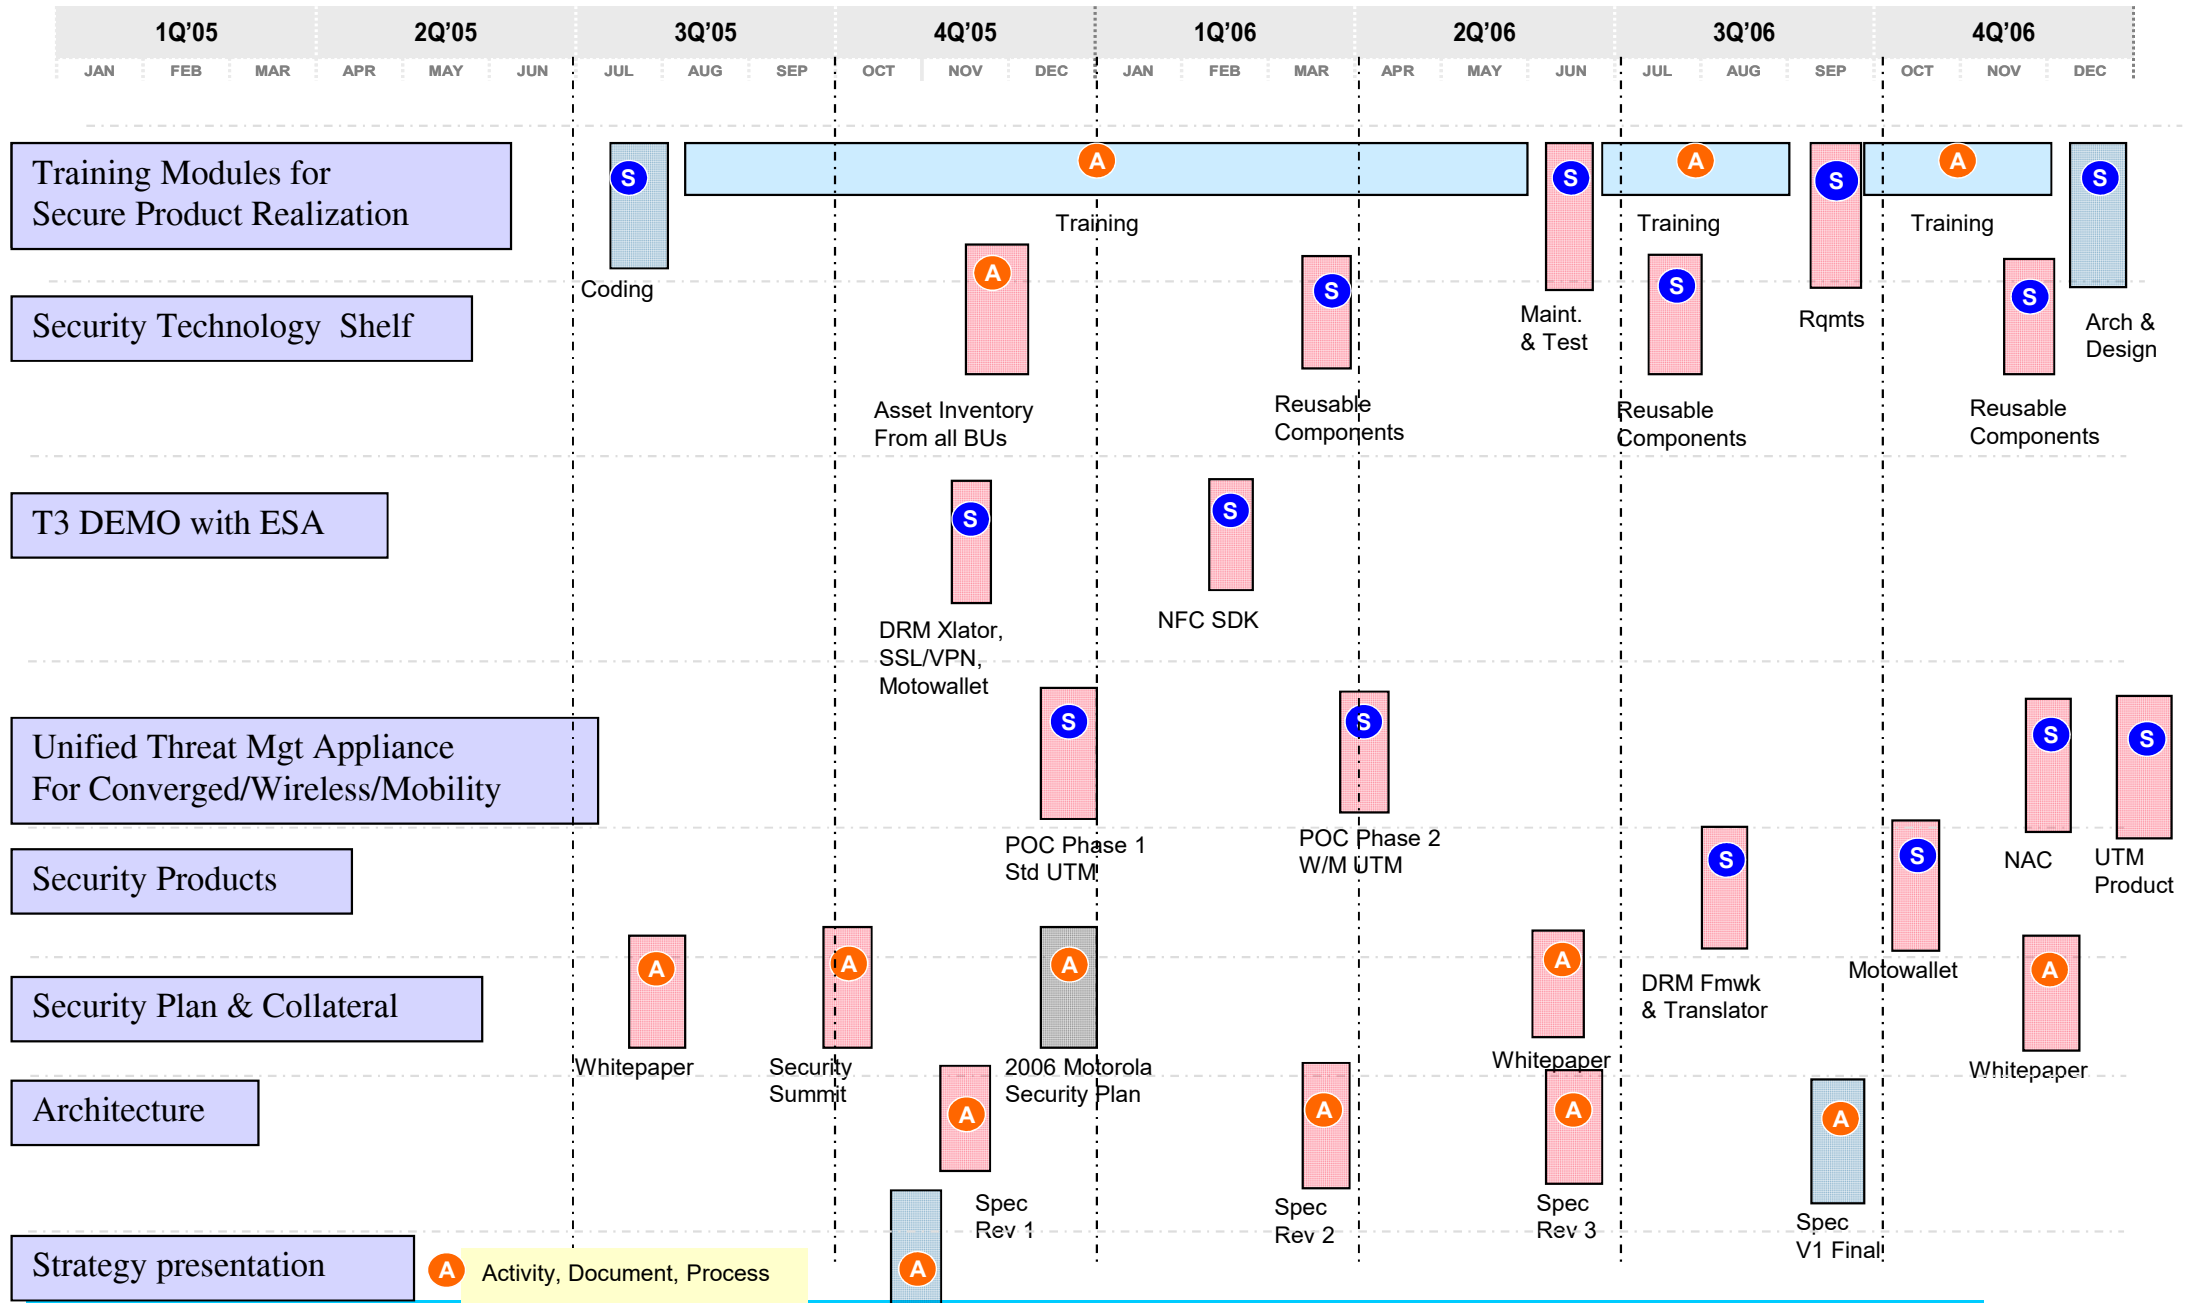 1Q’05 2Q’05 3Q’05 4Q’05 1Q’06 2Q’06 3Q’06 4Q’06
JAN FEB MAR APR MAY JUN JUL AUG SEP OCT NOV DEC JAN FEB MAR APR MAY JUN JUL AUG SEP OCT NOV DEC
Training Modules for
Secure Product Realization
S
A
S
A
S
A
S
Training
Training
Training
Coding
Maint.
& Test
Rqmts
Arch &
Design
Security Technology Shelf
A
S
S
S
Asset Inventory
From all BUs
Reusable
Components
Reusable
Components
Reusable
Components
T3 DEMO with ESA
S
S
DRM Xlator,
SSL/VPN,
Motowallet
NFC SDK
Unified Threat Mgt Appliance
For Converged/Wireless/Mobility
S
S
S
S
POC Phase 1
Std UTM
POC Phase 2
W/M UTM
NAC
UTM
Product
Security Products
S
S
DRM Fmwk
& Translator
Motowallet
Security Plan & Collateral
A
A
A
A
A
Whitepaper
Security
Summit
2006 Motorola
Security Plan
Whitepaper
Whitepaper
Architecture
A
A
A
A
Spec
Rev 1
Spec
Rev 2
Spec
Rev 3
Spec
V1 Final
Strategy presentation
A
A Activity, Document, Process